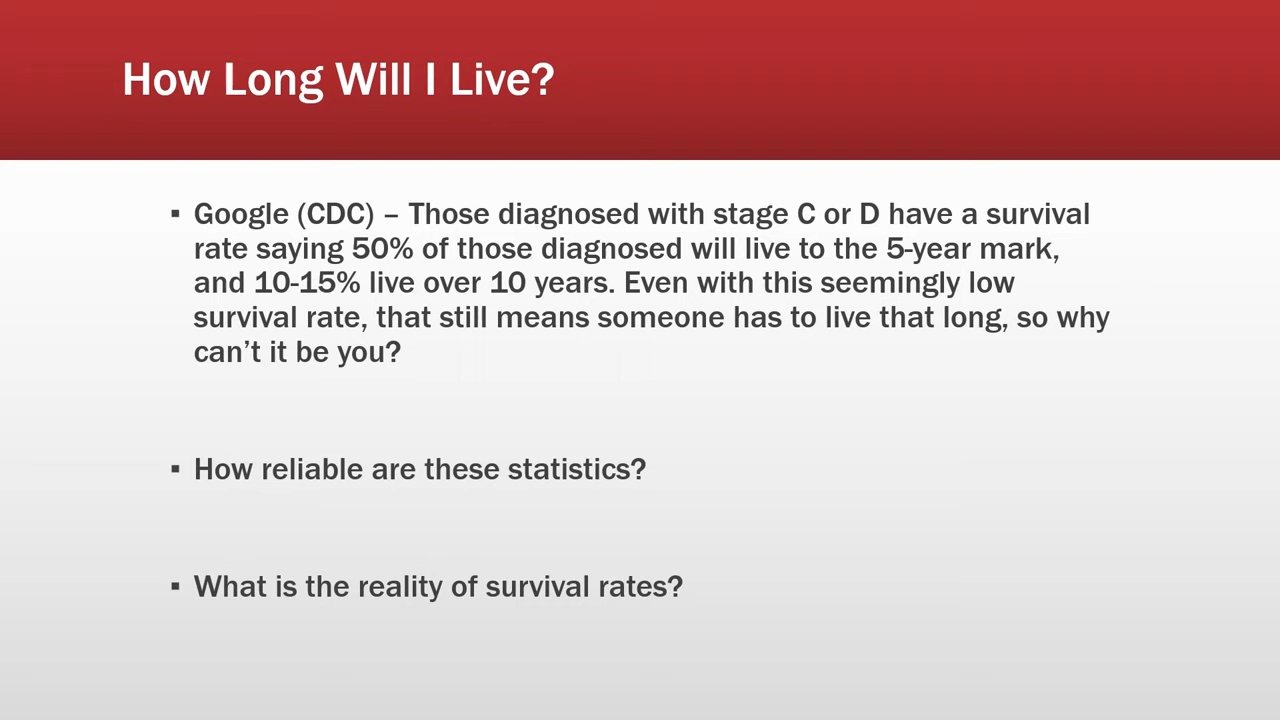 How Long Will I Live?
▪ Google (CDC) – Those diagnosed with stage C or D have a survival
rate saying 50% of those diagnosed will live to the 5-year mark,
and 10-15% live over 10 years. Even with this seemingly low
survival rate, that still means someone has to live that long, so why
can’t it be you?
▪ How reliable are these statistics?
▪ What is the reality of survival rates?